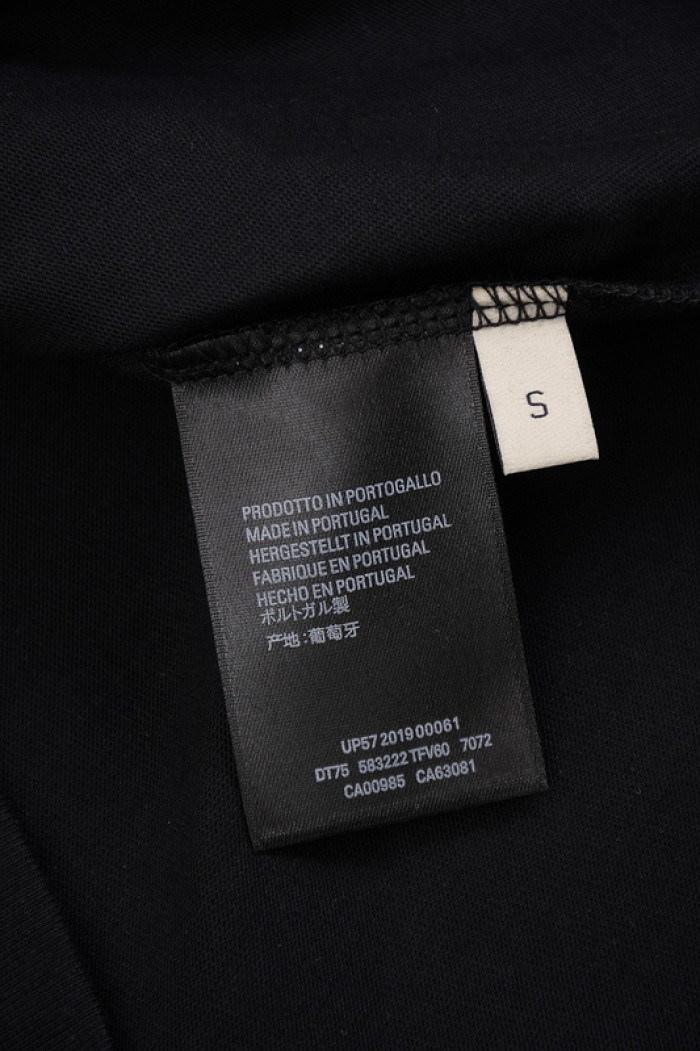 S
PRODOTTO IN PORTOGALLO
MADE IN PORTUGAL
HERGESTELLT IN PORTUGAL
FABRIQUE EN PORTUGAL
HECHO EN PORTUGAL
ポルトガル製
产地:葡萄牙
UP57 2019 00061
DT75 583222 TFV60 7072
CA00985 CA63081